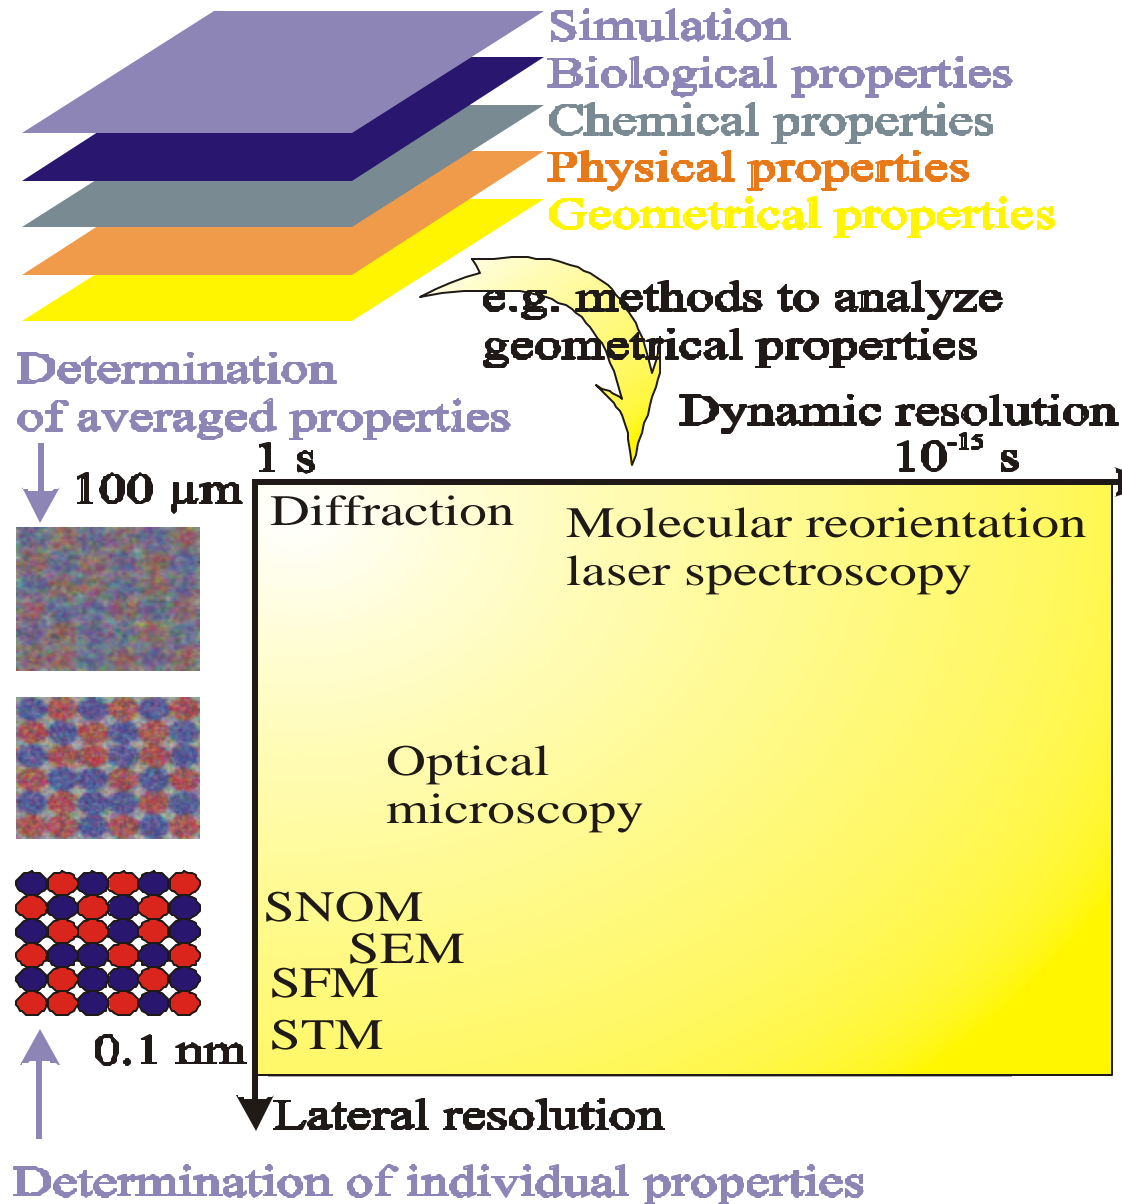 Simulation
Biological properties
Chemical properties
Physical properties
Geometrical properties
e.g. methods to analyze
geometrical properties
Determination
of averaged properties
Dynamic resolution
1 s
10⁻¹⁵ s
100 µm
Diffraction
Molecular reorientation
laser spectroscopy
Optical
microscopy
SNOM
SEM
SFM
STM
0.1 nm
Lateral resolution
Determination of individual properties